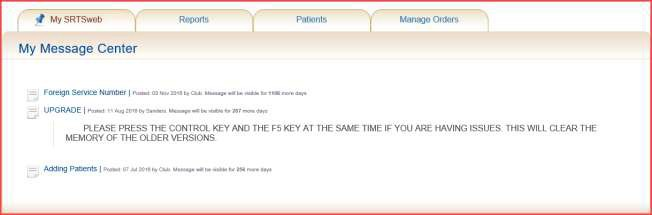 My SRTSweb
Reports
Patients
Manage Orders
My Message Center
Foreign Service Number | Posted: 03 Nov 2016 by Club. Message will be visible for more days
UPGRADE | Posted: 11 Aug 2016 by Sanders. Message will be visible for 287 more days
PLEASE PRESS THE CONTROL KEY AND THE F5 KEY AT THE SAME TIME IF YOU ARE HAVING ISSUES. THIS WILL CLEAR THE
MEMORY OF THE OLDER VERSIONS.
Adding Patients | Posted: 07 Jul 2016 by Club. Message will be visible for 256 more days